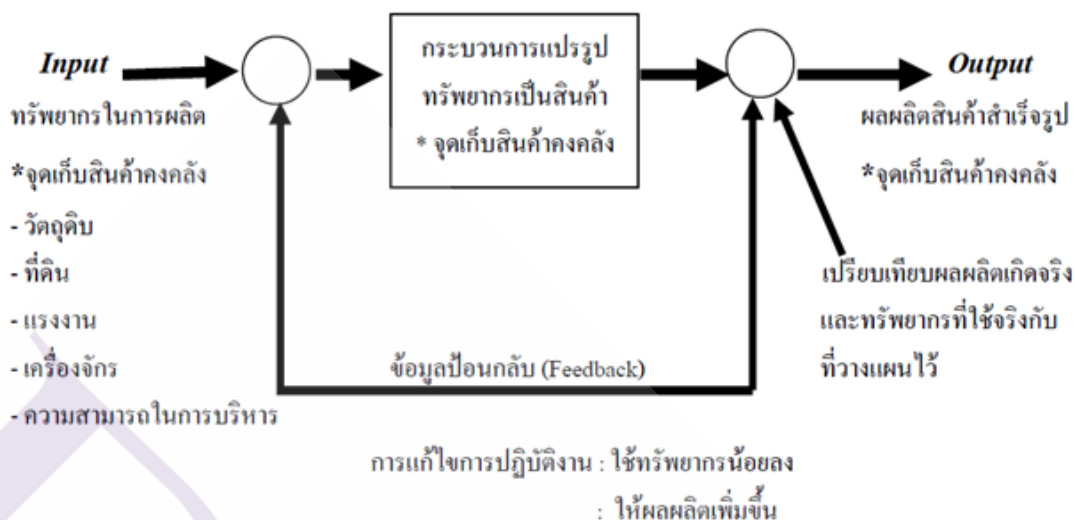 Input
ทรัพยากรในการผลิต
*จุดเก็บสินค้าคงคลัง
- วัตถุดิบ
- ที่ดิน
- แรงงาน
- เครื่องจักร
- ความสามารถในการบริหาร
กระบวนการแปรรูป
ทรัพยากรเป็นสินค้า
* จุดเก็บสินค้าคงคลัง
Output
ผลผลิตสินค้าสำเร็จรูป
*จุดเก็บสินค้าคงคลัง
เปรียบเทียบผลผลิตเกิดจริง
และทรัพยากรที่ใช้จริงกับ
ที่วางแผนไว้
ข้อมูลป้อนกลับ (Feedback)
การแก้ไขการปฏิบัติงาน : ใช้ทรัพยากรน้อยลง
: ให้ผลผลิตเพิ่มขึ้น